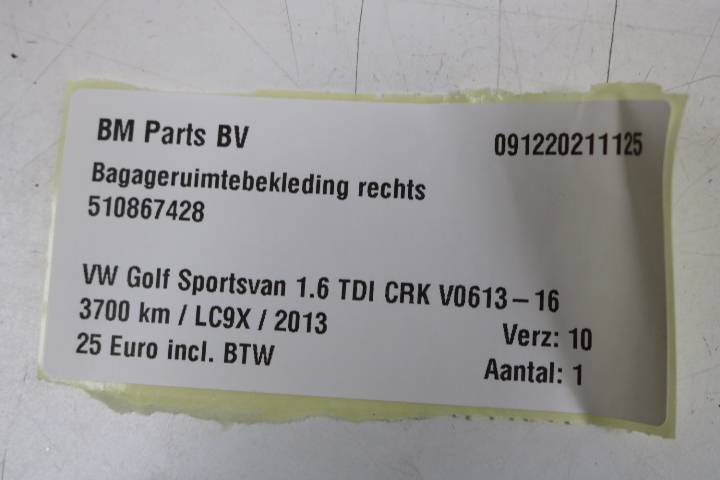 BM Parts BV 091220211125
Bagageruimtebekleding rechts
510867428
VW Golf Sportsvan 1.6 TDI CRK V0613-16
3700 km / LC9X / 2013 Verz: 10
25 Euro incl. BTW Aantal: 1